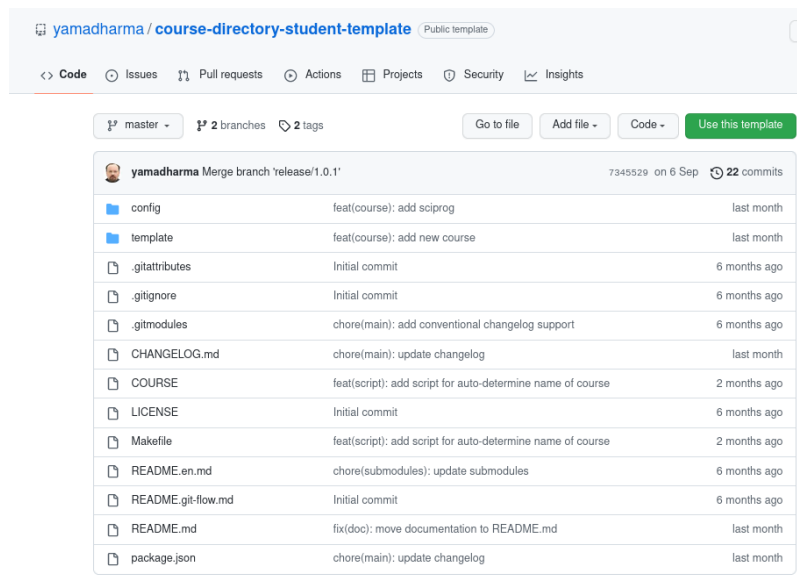 yamadharma / course-directory-student-template Public template
Code Issues Pull requests Actions Projects Security Insights
master 2 branches 2 tags Go to file Add file Code Use this template
yamadharma Merge branch 'release/1.0.1' 7345529 on 6 Sep 22 commits
config feat(course): add sciprog last month
template feat(course): add new course last month
.gitattributes Initial commit 6 months ago
.gitignore Initial commit 6 months ago
.gitmodules chore(main): add conventional changelog support 6 months ago
CHANGELOG.md chore(main): update changelog last month
COURSE feat(script): add script for auto-determine name of course 2 months ago
LICENSE Initial commit 6 months ago
Makefile feat(script): add script for auto-determine name of course 2 months ago
README.en.md chore(submodules): update submodules 6 months ago
README.git-flow.md Initial commit 6 months ago
README.md fix(doc): move documentation to README.md last month
package.json chore(main): update changelog last month